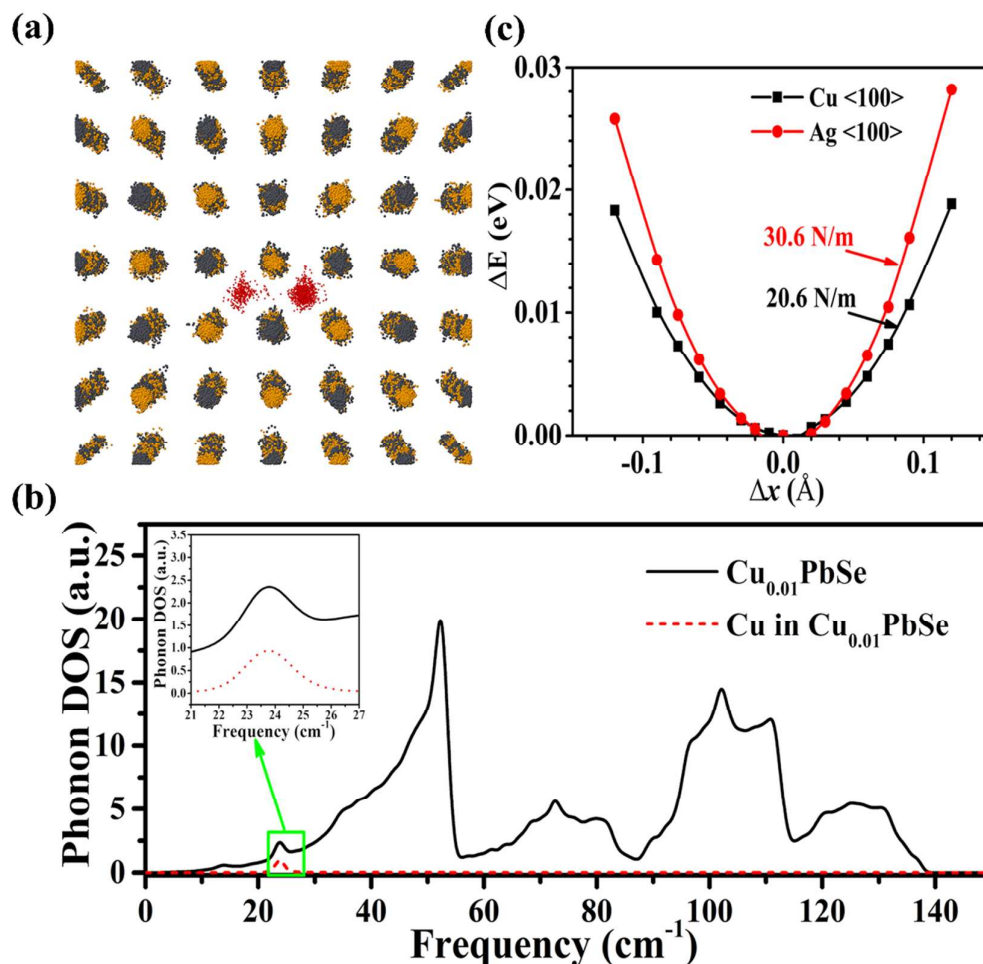 (a)
(c)
0.03
0.02
0.01
0.00
ΔE (eV)
Cu <100>
Ag <100>
30.6 N/m
20.6 N/m
-0.1
0.0
0.1
Δx (Å)
(b)
Phonon DOS (a.u.)
25
20
15
10
5
0
3.5
3.0
2.5
2.0
1.5
1.0
0.5
0.0
Phonon DOS (a.u.)
21 22 23 24 25 26 27
Frequency (cm⁻¹)
Cu₀.₀₁PbSe
Cu in Cu₀.₀₁PbSe
0 20 40 60 80 100 120 140
Frequency (cm⁻¹)